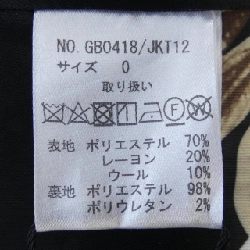 NO. GB0418/JKT12
サイズ 0
取り扱い
表地 ポリエステル 70%
レーヨン 20%
ウール 10%
裏地 ポリエステル 98%
ポリウレタン 2%